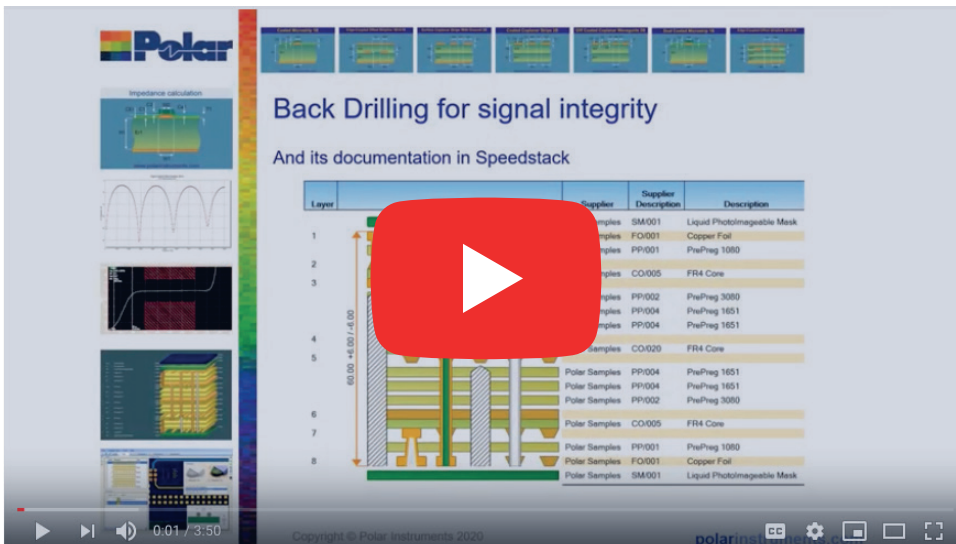 Polar
Impedance calculation
Back Drilling for signal integrity
And its documentation in Speedstack
Layer Supplier Supplier Description Description
Samples SM/001 Liquid PhotoImageable Mask
1 Samples FO/001 Copper Foil
PP/001 PrePreg 1080
2
CO/005 FR4 Core
3
PP/002 PrePreg 3080
PP/004 PrePreg 1651
PP/004 PrePreg 1651
4
Samples CO/020 FR4 Core
5
60.00 +6.00 / -6.00
Polar Samples PP/004 PrePreg 1651
Polar Samples PP/004 PrePreg 1651
Polar Samples PP/002 PrePreg 3080
6
Polar Samples CO/005 FR4 Core
7
Polar Samples PP/001 PrePreg 1080
8 Polar Samples FO/001 Copper Foil
Polar Samples SM/001 Liquid PhotoImageable Mask
0:01 / 3:50
CC
Copyright © Polar Instruments 2020
polarinstruments.com